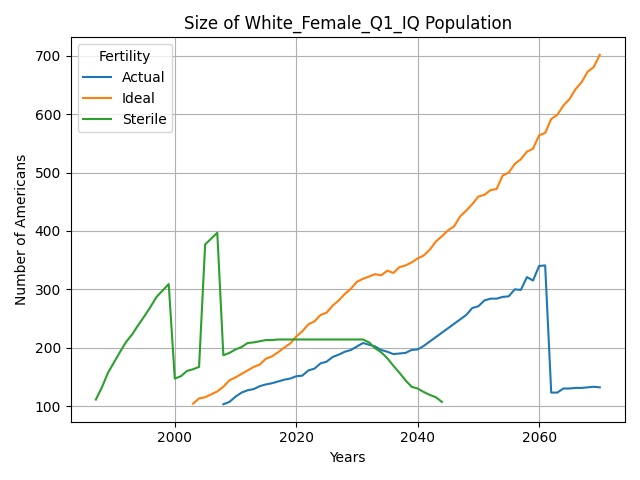 Size of White_Female_Q1_IQ Population
Number of Americans
700
600
500
400
300
200
100
Fertility
Actual
Ideal
Sterile
2000 2020 2040 2060
Years